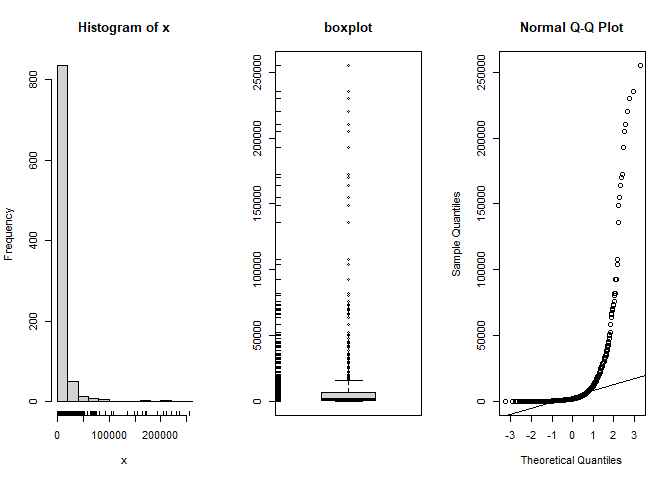 Histogram of x
Frequency
0 200 400 600 800
0 100000 200000
x
boxplot
0 50000 100000 150000 200000 250000
Normal Q-Q Plot
Sample Quantiles
0 50000 100000 150000 200000 250000
-3 -2 -1 0 1 2 3
Theoretical Quantiles